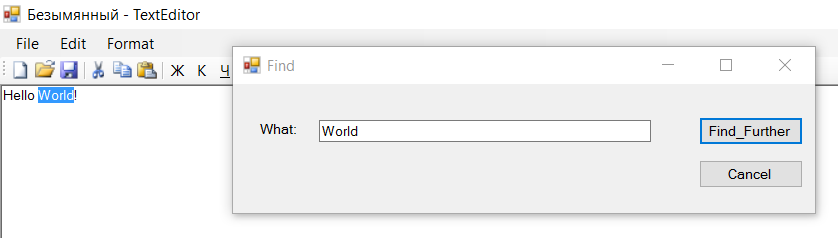 Безымянный - TextEditor
File Edit Format
Ж К Ч
Hello World!
Find
What: World
Find_Further
Cancel